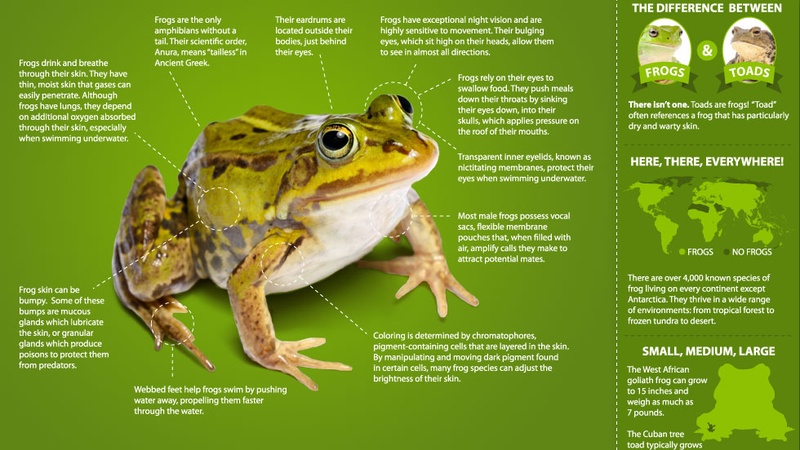 Frogs are the only
amphibians without a
tail. Their scientific order,
Anura, means "tailless" in
Ancient Greek.
Their eardrums are
located outside their
bodies, just behind
their eyes.
Frogs have exceptional night vision and are
highly sensitive to movement. Their bulging
eyes, which sit high on their heads, allow them
to see in almost all directions.
Frogs drink and breathe
through their skin. They have
thin, moist skin that gases can
easily penetrate. Although
frogs have lungs, they depend
on additional oxygen absorbed
through their skin, especially
when swimming underwater.
Frogs rely on their eyes to
swallow food. They push meals
down their throats by sinking
their eyes down, into their
skulls, which applies pressure on
the roof of their mouths.
Transparent inner eyelids, known as
nictitating membranes, protect their
eyes when swimming underwater.
Most male frogs possess vocal
sacs, flexible membrane
pouches that, when filled with
air, amplify calls they make to
attract potential mates.
Frog skin can be
bumpy. Some of these
bumps are mucous
glands which lubricate
the skin, or granular
glands which produce
poisons to protect them
from predators.
Coloring is determined by chromatophores,
pigment-containing cells that are layered in the skin.
By manipulating and moving dark pigment found
in certain cells, many frog species can adjust the
brightness of their skin.
Webbed feet help frogs swim by pushing
water away, propelling them faster
through the water.
THE DIFFERENCE BETWEEN
FROGS & TOADS
There isn't one. Toads are frogs! "Toad"
often references a frog that has particularly
dry and warty skin.
HERE, THERE, EVERYWHERE!
FROGS NO FROGS
There are over 4,000 known species of
frog living on every continent except
Antarctica. They thrive in a wide range
of environments: from tropical forest to
frozen tundra to desert.
SMALL, MEDIUM, LARGE
The West African
goliath frog can grow
to 15 inches and
weigh as much as
7 pounds.
The Cuban tree
toad typically grows